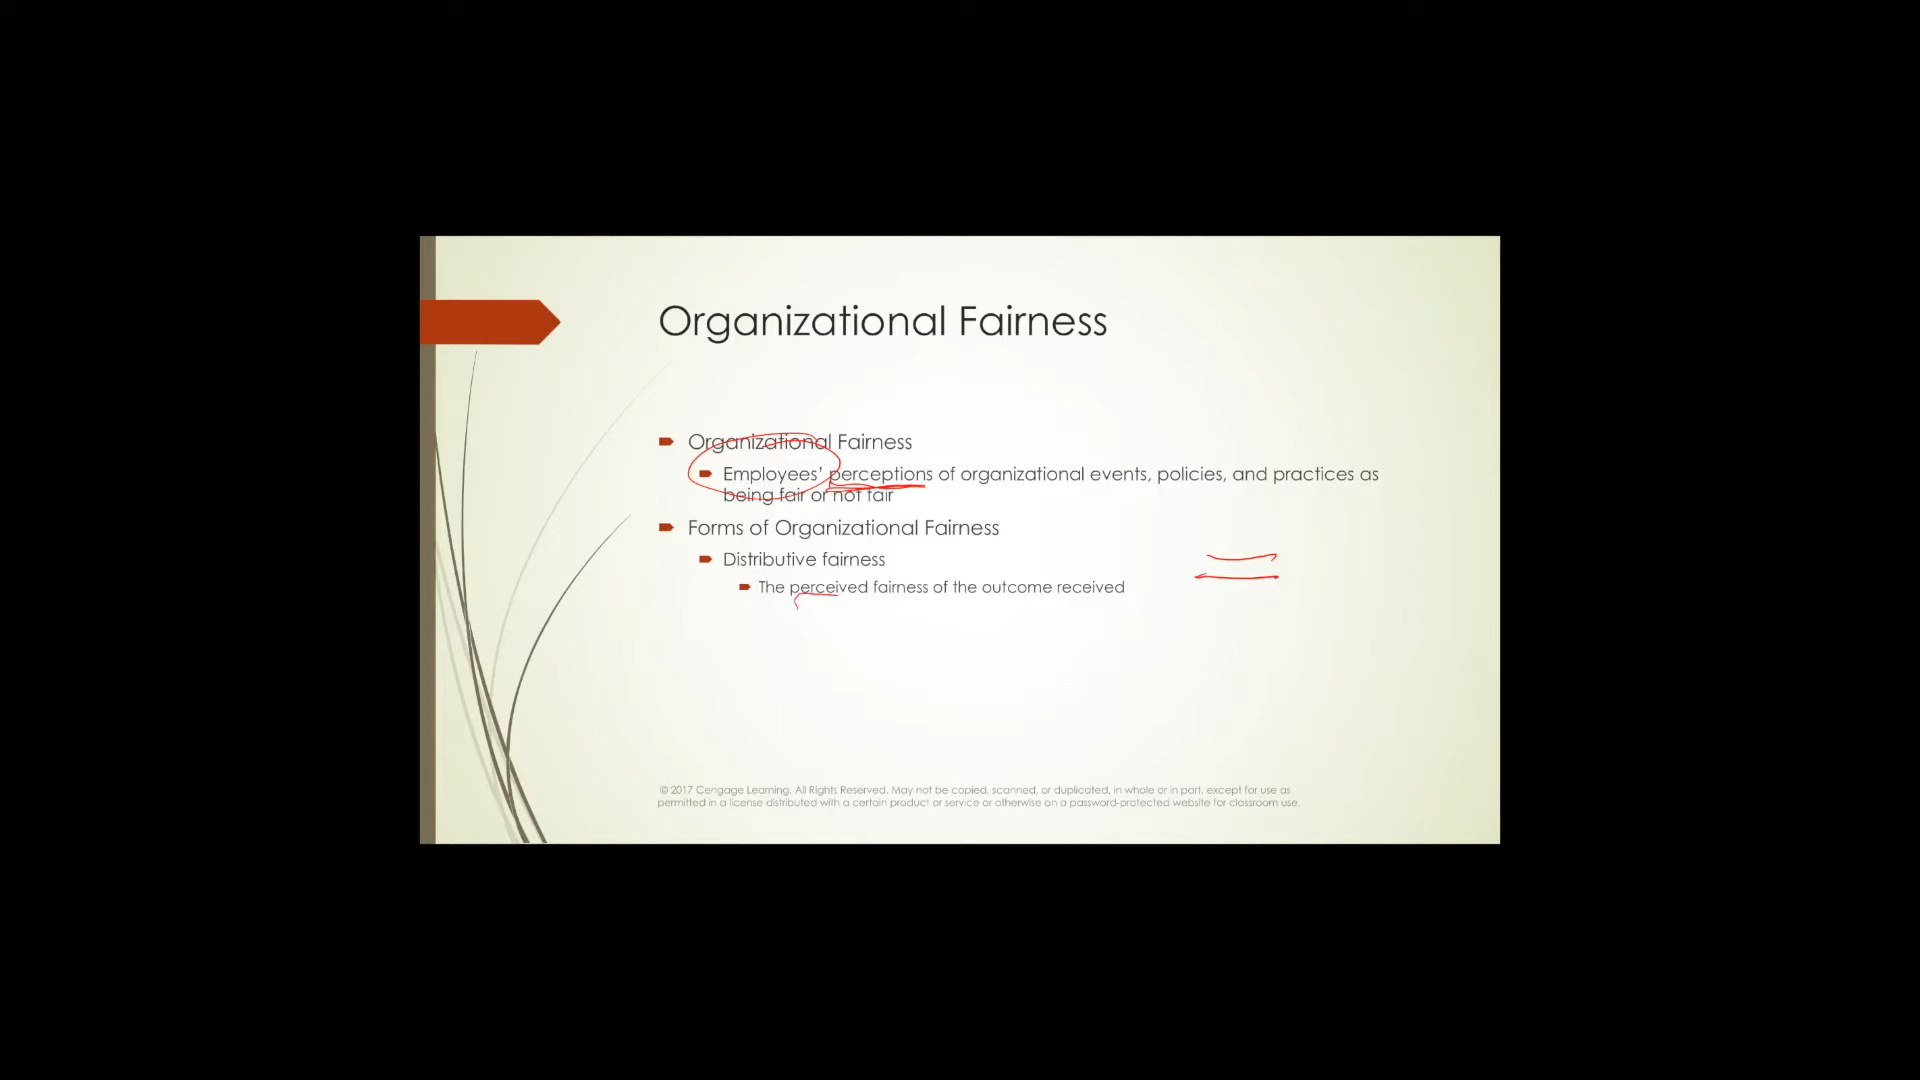 Organizational Fairness
Organizational Fairness
Employees’ perceptions of organizational events, policies, and practices as
being fair or not fair
Forms of Organizational Fairness
Distributive fairness
The perceived fairness of the outcome received
© 2017 Cengage Learning. All Rights Reserved. May not be copied, scanned, or duplicated, in whole or in part, except for use as
permitted in a license distributed with a certain product or service or otherwise on a password-protected website for classroom use.